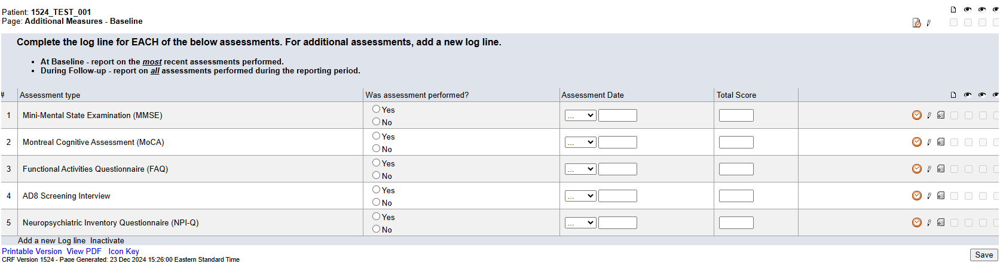 Patient: 1524_TEST_001
Page: Additional Measures - Baseline
Complete the log line for EACH of the below assessments. For additional assessments, add a new log line.
• At Baseline - report on the most recent assessments performed.
• During Follow-up - report on all assessments performed during the reporting period.
# Assessment type Was assessment performed? Assessment Date Total Score
1 Mini-Mental State Examination (MMSE) Yes No ...
2 Montreal Cognitive Assessment (MoCA) Yes No ...
3 Functional Activities Questionnaire (FAQ) Yes No ...
4 AD8 Screening Interview Yes No ...
5 Neuropsychiatric Inventory Questionnaire (NPI-Q) Yes No ...
Add a new Log line Inactivate
Printable Version View PDF Icon Key
CRF Version 1524 - Page Generated: 23 Dec 2024 15:26:00 Eastern Standard Time
Save